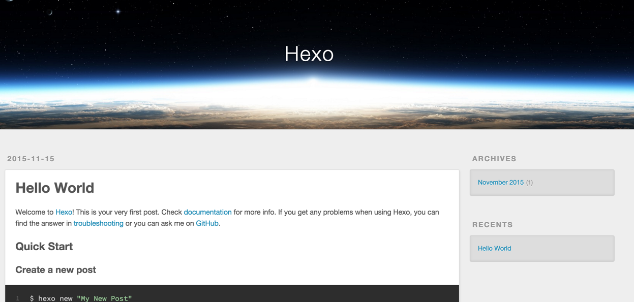 Hexo
2015-11-15
Hello World
Welcome to Hexo! This is your very first post. Check documentation for more info. If you get any problems when using Hexo, you can
find the answer in troubleshooting or you can ask me on GitHub.
Quick Start
Create a new post
1 $ hexo new "My New Post"
ARCHIVES
November 2015 (1)
RECENTS
Hello World